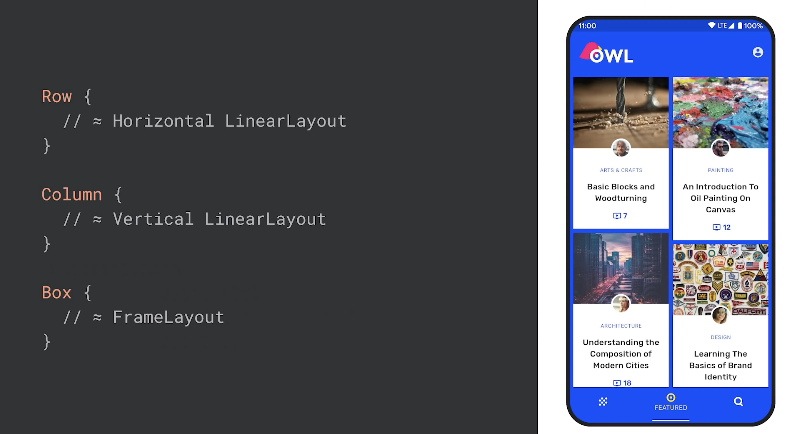 Row {
// ≈ Horizontal LinearLayout
}
Column {
// ≈ Vertical LinearLayout
}
Box {
// ≈ FrameLayout
}
11:00
LTE
100%
OWL
ARTS & CRAFTS
Basic Blocks and
Woodturning
7
PAINTING
An Introduction To
Oil Painting On
Canvas
12
ARCHITECTURE
Understanding the
Composition of
Modern Cities
18
DESIGN
Learning The
Basics of Brand
Identity
FEATURED